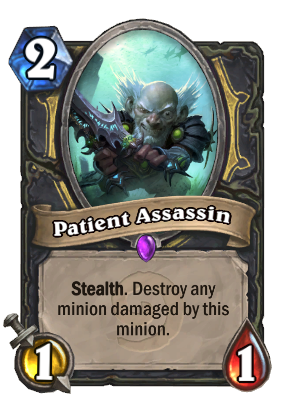 2
Patient Assassin
Stealth. Destroy any
minion damaged by this
minion.
1
1